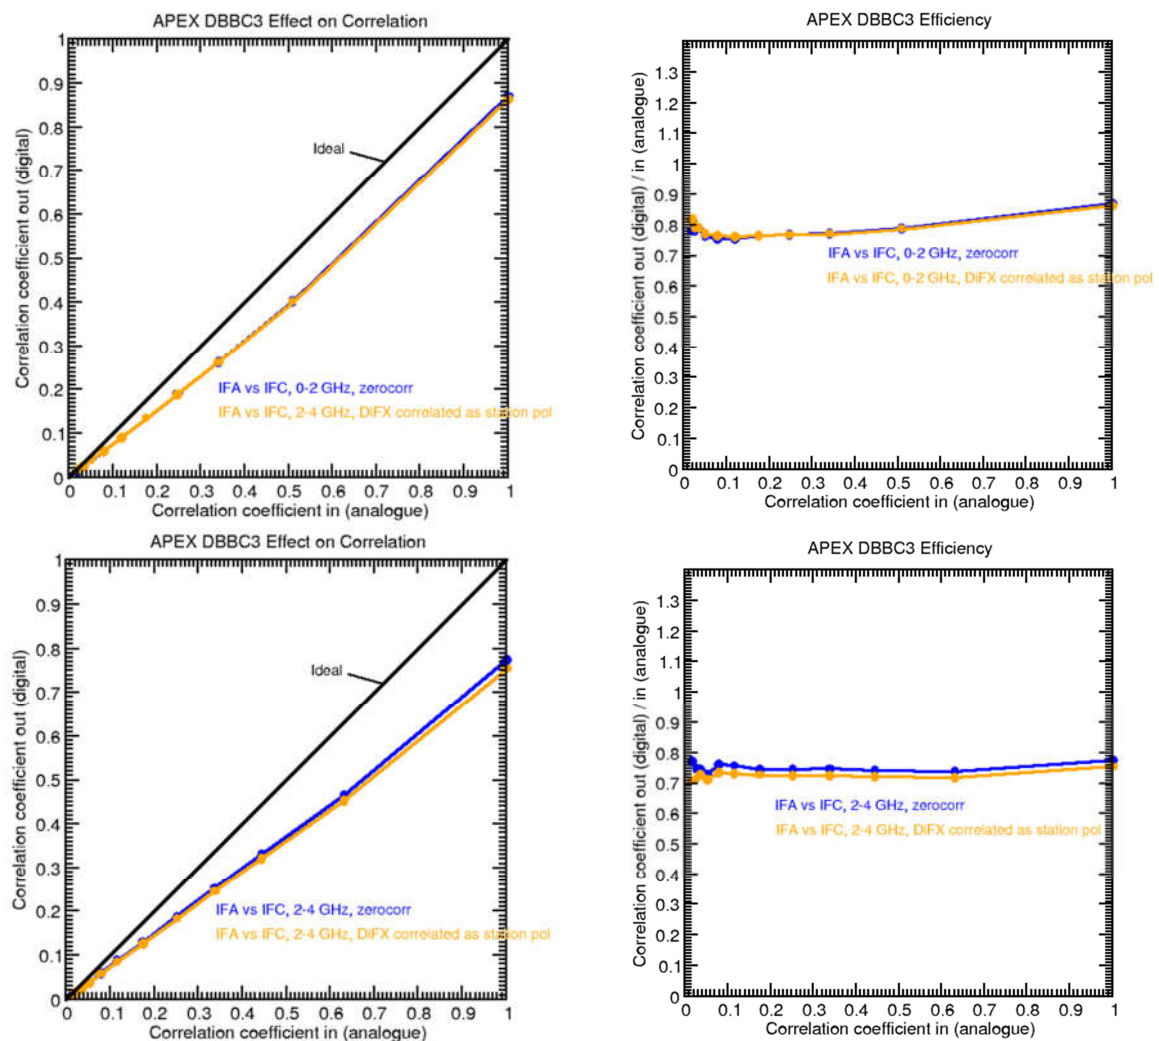 APEX DBBC3 Effect on Correlation
Correlation coefficient out (digital)
1
0.9
0.8
0.7
0.6
0.5
0.4
0.3
0.2
0.1
0
Ideal
IFA vs IFC, 0-2 GHz, zerocorr
IFA vs IFC, 2-4 GHz, DiFX correlated as station pol
0 0.1 0.2 0.3 0.4 0.5 0.6 0.7 0.8 0.9 1
Correlation coefficient in (analogue)
APEX DBBC3 Efficiency
Correlation coefficient out (digital) / in (analogue)
1.3
1.2
1.1
1
0.9
0.8
0.7
0.6
0.5
0.4
0.3
0.2
0.1
0
IFA vs IFC, 0-2 GHz, zerocorr
IFA vs IFC, 0-2 GHz, DiFX correlated as station pol
0 0.1 0.2 0.3 0.4 0.5 0.6 0.7 0.8 0.9 1
Correlation coefficient in (analogue)
APEX DBBC3 Effect on Correlation
Correlation coefficient out (digital)
1
0.9
0.8
0.7
0.6
0.5
0.4
0.3
0.2
0.1
0
Ideal
IFA vs IFC, 2-4 GHz, zerocorr
IFA vs IFC, 2-4 GHz, DiFX correlated as station pol
0 0.1 0.2 0.3 0.4 0.5 0.6 0.7 0.8 0.9 1
Correlation coefficient in (analogue)
APEX DBBC3 Efficiency
Correlation coefficient out (digital) / in (analogue)
1.3
1.2
1.1
1
0.9
0.8
0.7
0.6
0.5
0.4
0.3
0.2
0.1
0
IFA vs IFC, 2-4 GHz, zerocorr
IFA vs IFC, 2-4 GHz, DiFX correlated as station pol
0 0.1 0.2 0.3 0.4 0.5 0.6 0.7 0.8 0.9 1
Correlation coefficient in (analogue)